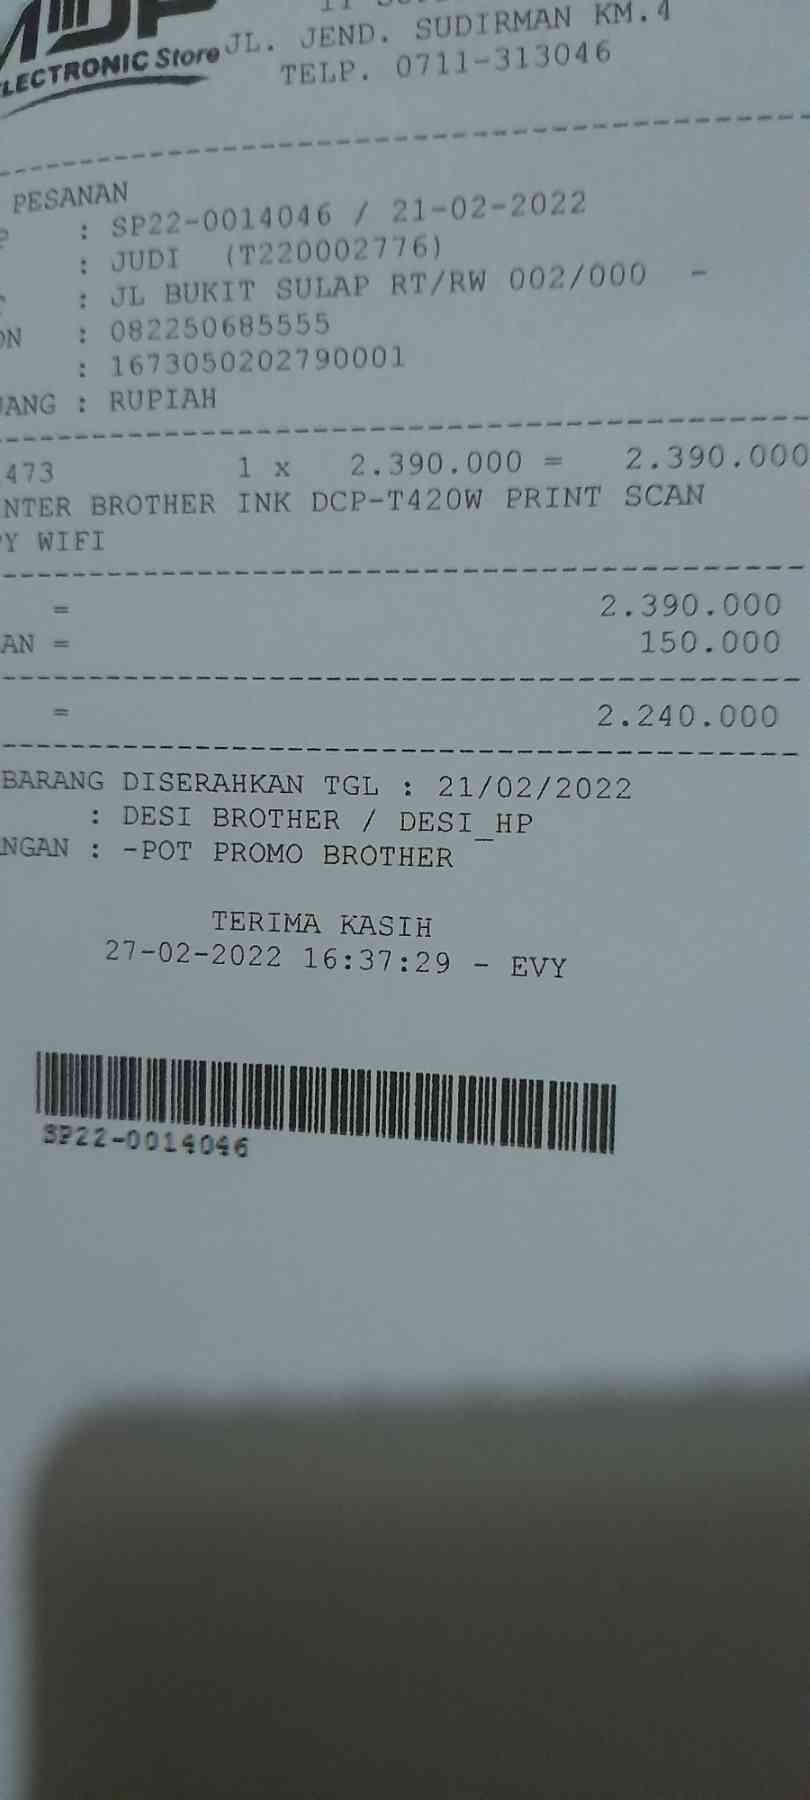 ELECTRONIC Store
JL. JEND. SUDIRMAN KM.4
TELP. 0711-313046
PESANAN
: SP22-0014046 / 21-02-2022
: JUDI (T220002776)
: JL BUKIT SULAP RT/RW 002/000 -
ON : 082250685555
: 1673050202790001
UANG : RUPIAH
473 1 x 2.390.000 = 2.390.000
NTER BROTHER INK DCP-T420W PRINT SCAN
PY WIFI
= 2.390.000
AN = 150.000
= 2.240.000
BARANG DISERAHKAN TGL : 21/02/2022
: DESI BROTHER / DESI_HP
NGAN : -POT PROMO BROTHER
TERIMA KASIH
27-02-2022 16:37:29 - EVY
SP22-0014046